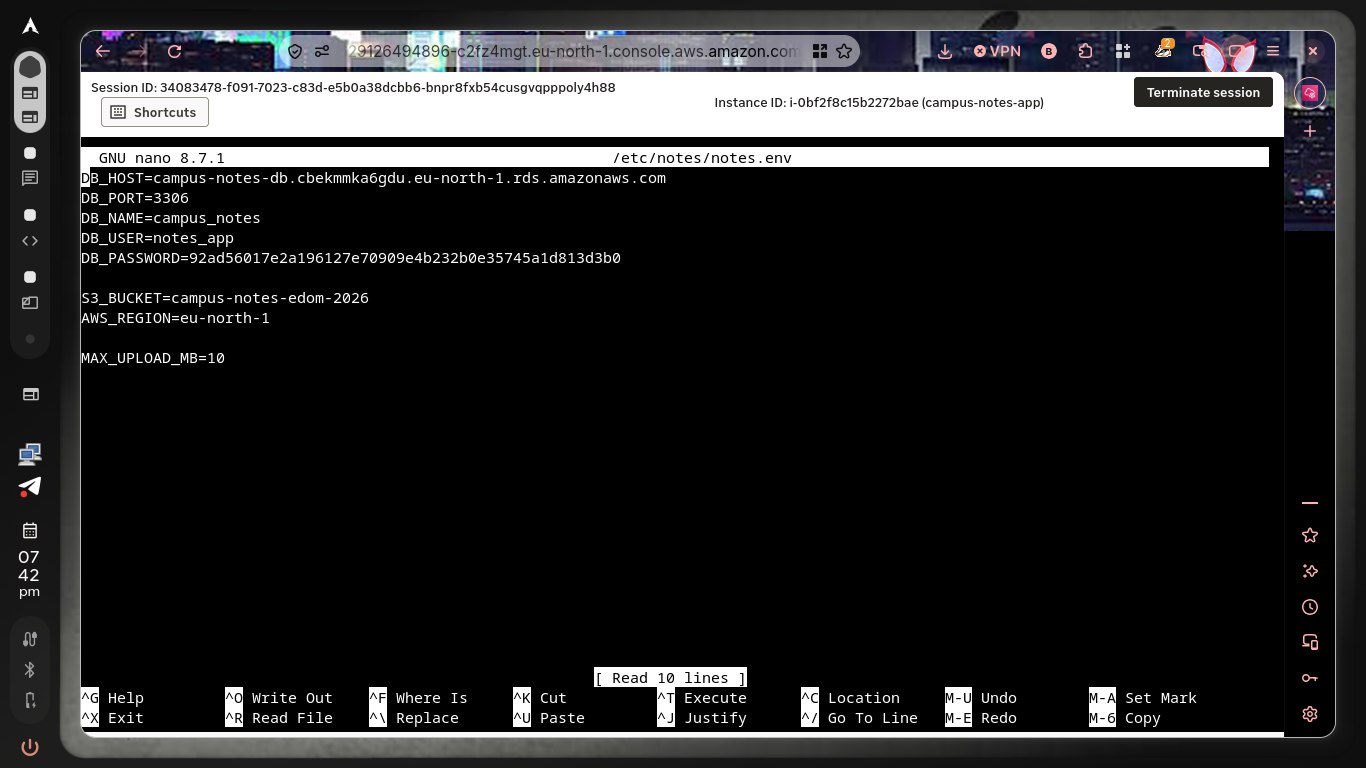 29126494896-c2fz4mgt.eu-north-1.console.aws.amazon.com
VPN
B
2
Session ID: 34083478-f091-7023-c83d-e5b0a38dcbb6-bnpr8fxb54cusgvqpppoly4h88
Shortcuts
Instance ID: i-0bf2f8c15b2272bae (campus-notes-app)
Terminate session
GNU nano 8.7.1 /etc/notes/notes.env
DB_HOST=campus-notes-db.cbekmmka6gdu.eu-north-1.rds.amazonaws.com
DB_PORT=3306
DB_NAME=campus_notes
DB_USER=notes_app
DB_PASSWORD=92ad56017e2a196127e70909e4b232b0e35745a1d813d3b0
S3_BUCKET=campus-notes-edom-2026
AWS_REGION=eu-north-1
MAX_UPLOAD_MB=10
[ Read 10 lines ]
^G Help ^O Write Out ^F Where Is ^K Cut ^T Execute ^C Location M-U Undo M-A Set Mark
^X Exit ^R Read File ^\ Replace ^U Paste ^J Justify ^/ Go To Line M-E Redo M-6 Copy
07
42
pm